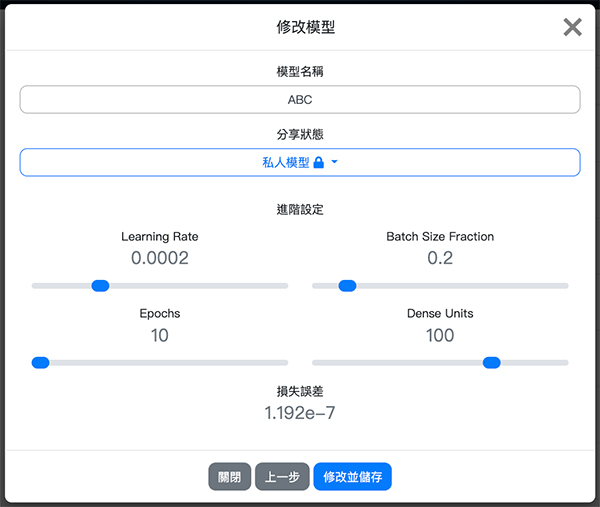 修改模型
模型名稱
ABC
分享狀態
私人模型
進階設定
Learning Rate
0.0002
Batch Size Fraction
0.2
Epochs
10
Dense Units
100
損失誤差
1.192e-7
關閉
上一步
修改並儲存